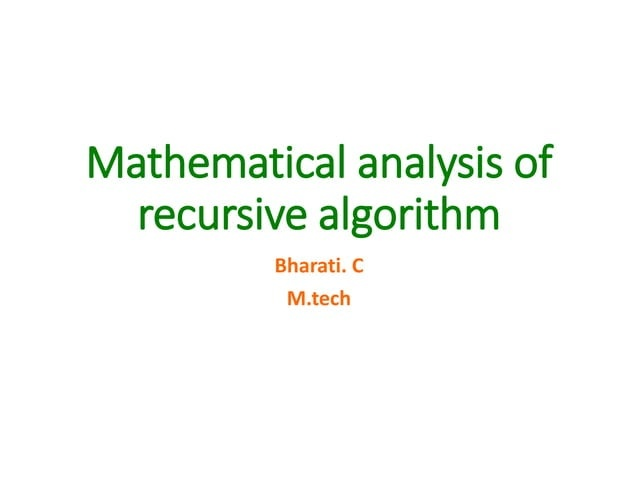 Mathematical analysis of
recursive algorithm
Bharati. C
M.tech